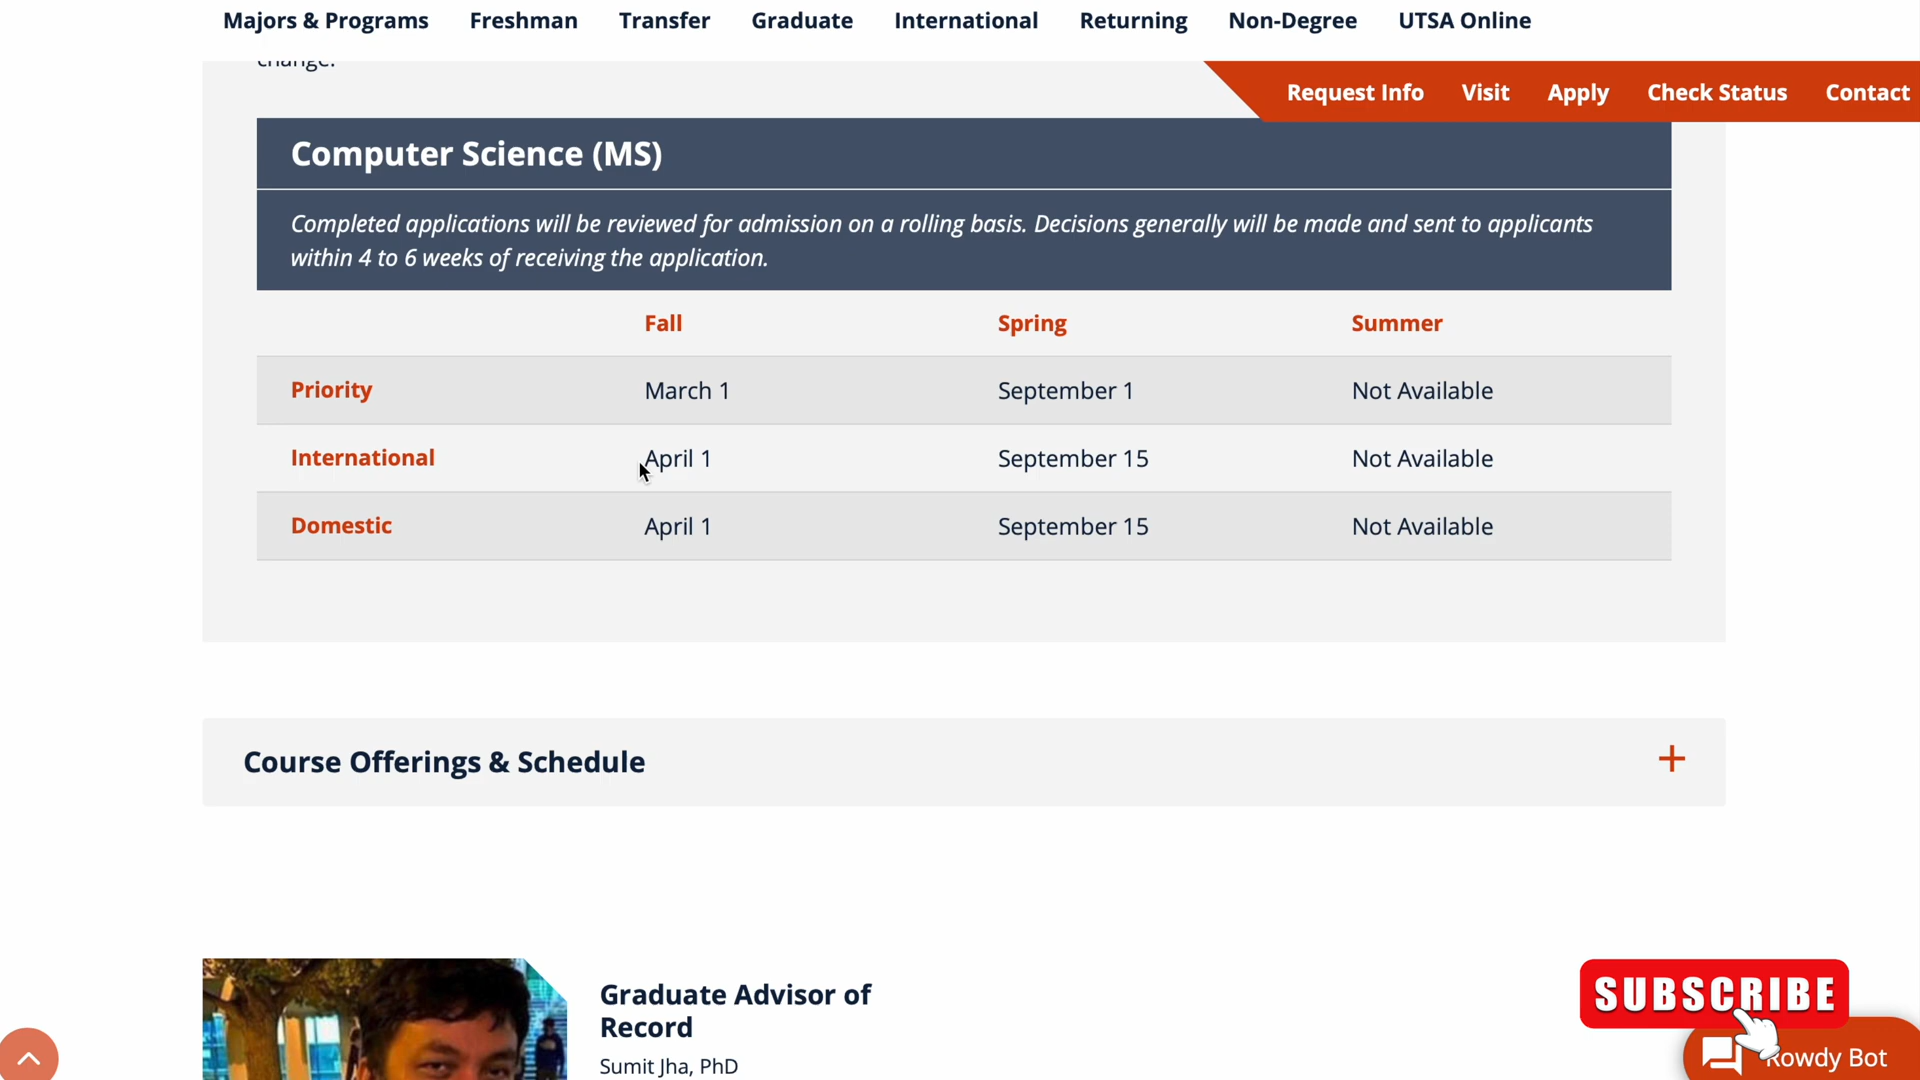 Majors & Programs Freshman Transfer Graduate International Returning Non-Degree UTSA Online
change.
Request Info Visit Apply Check Status Contact
Computer Science (MS)
Completed applications will be reviewed for admission on a rolling basis. Decisions generally will be made and sent to applicants
within 4 to 6 weeks of receiving the application.
Fall Spring Summer
Priority March 1 September 1 Not Available
International April 1 September 15 Not Available
Domestic April 1 September 15 Not Available
Course Offerings & Schedule +
Graduate Advisor of
Record
Sumit Jha, PhD
SUBSCRIBE
Rowdy Bot